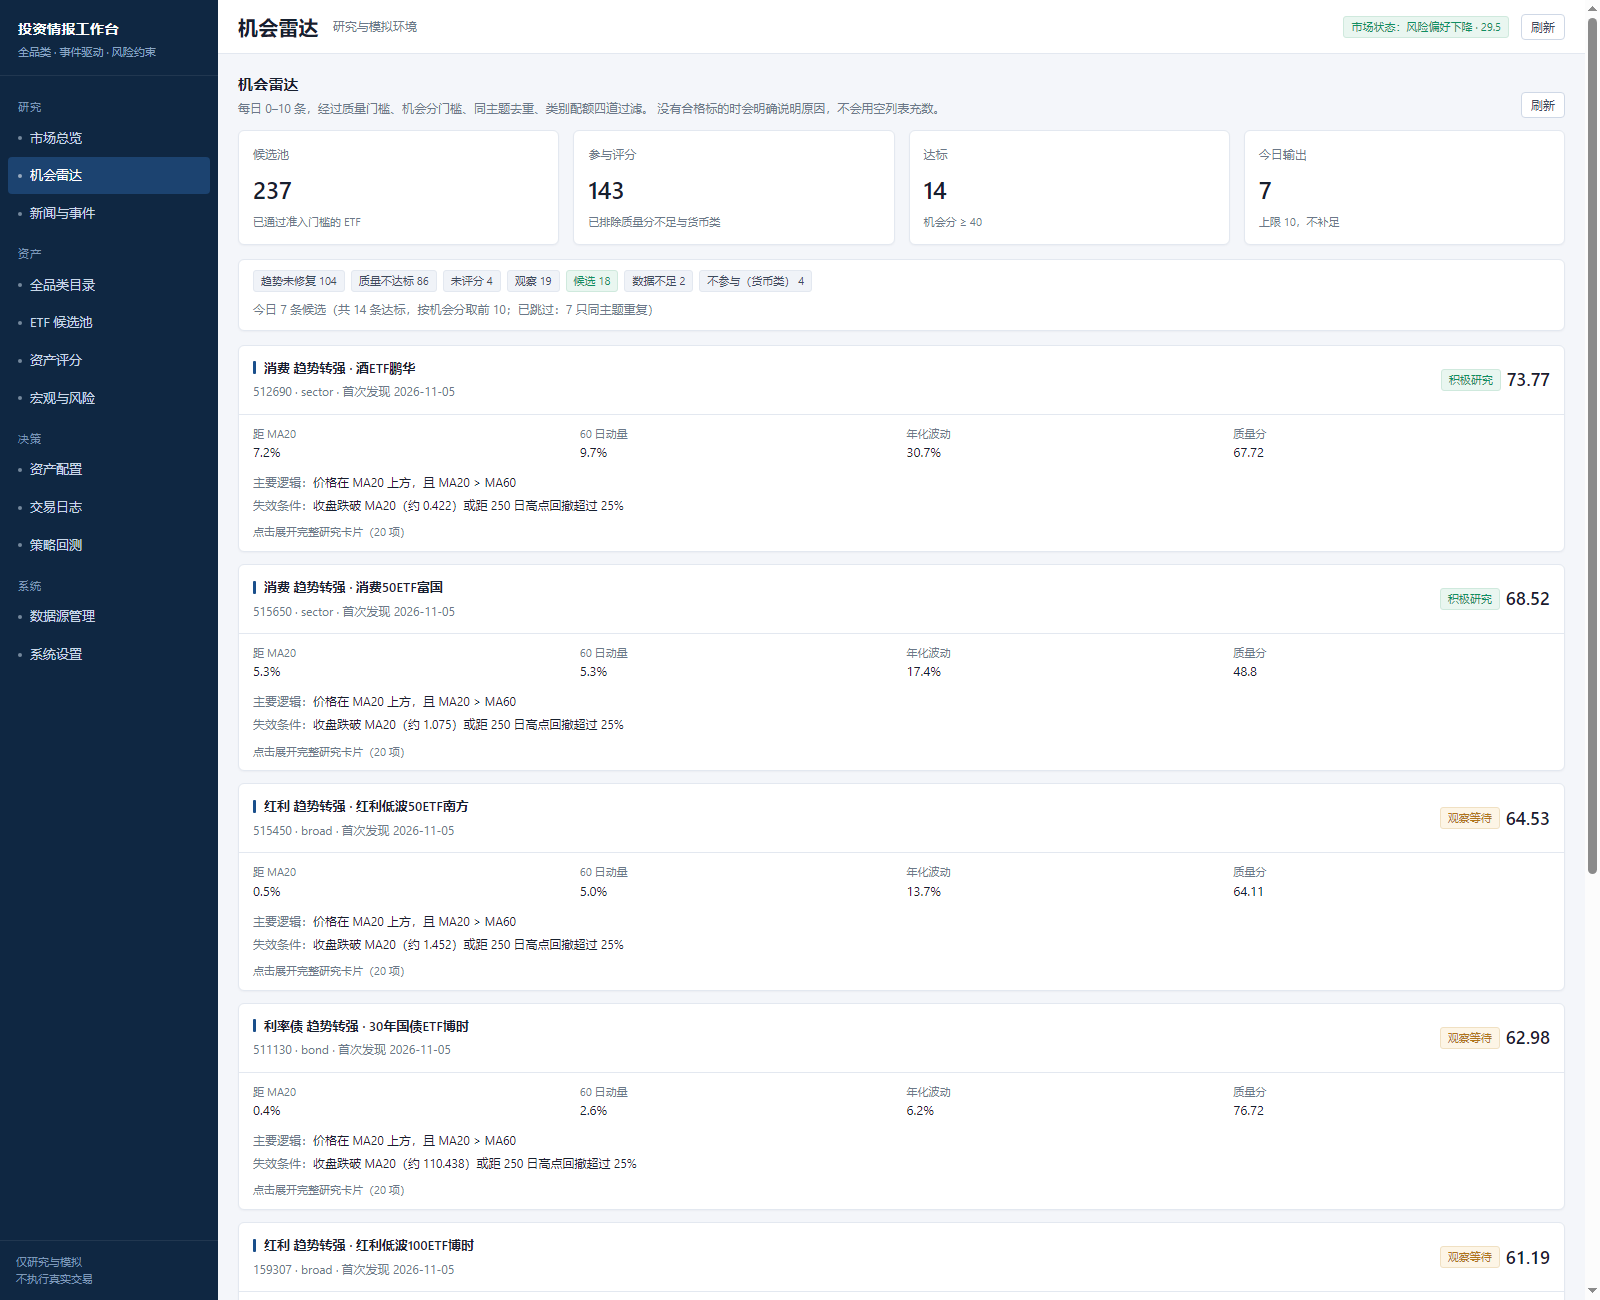 投资情报工作台
全品类 · 事件驱动 · 风险约束
研究
市场总览
机会雷达
新闻与事件
资产
全品类目录
ETF 候选池
资产评分
宏观与风险
决策
资产配置
交易日志
策略回测
系统
数据源管理
系统设置
仅研究与模拟
不执行真实交易
机会雷达 研究与模拟环境 市场状态：风险偏好下降 · 29.5 刷新
机会雷达
每日 0–10 条，经过质量门槛、机会分门槛、同主题去重、类别配额四道过滤。 没有合格标的时会明确说明原因，不会用空列表充数。 刷新
候选池
237
已通过准入门槛的 ETF
参与评分
143
已排除质量分不足与货币类
达标
14
机会分 ≥ 40
今日输出
7
上限 10，不补足
趋势未修复 104 质量不达标 86 未评分 4 观察 19 候选 18 数据不足 2 不参与（货币类） 4
今日 7 条候选（共 14 条达标，按机会分取前 10；已跳过：7 只同主题重复）
消费 趋势转强 · 酒ETF鹏华
512690 · sector · 首次发现 2026-11-05
积极研究 73.77
距 MA20 60 日动量 年化波动 质量分
7.2% 9.7% 30.7% 67.72
主要逻辑：价格在 MA20 上方，且 MA20 > MA60
失效条件：收盘跌破 MA20（约 0.422）或距 250 日高点回撤超过 25%
点击展开完整研究卡片（20 项）
消费 趋势转强 · 消费50ETF富国
515650 · sector · 首次发现 2026-11-05
积极研究 68.52
距 MA20 60 日动量 年化波动 质量分
5.3% 5.3% 17.4% 48.8
主要逻辑：价格在 MA20 上方，且 MA20 > MA60
失效条件：收盘跌破 MA20（约 1.075）或距 250 日高点回撤超过 25%
点击展开完整研究卡片（20 项）
红利 趋势转强 · 红利低波50ETF南方
515450 · broad · 首次发现 2026-11-05
观察等待 64.53
距 MA20 60 日动量 年化波动 质量分
0.5% 5.0% 13.7% 64.11
主要逻辑：价格在 MA20 上方，且 MA20 > MA60
失效条件：收盘跌破 MA20（约 1.452）或距 250 日高点回撤超过 25%
点击展开完整研究卡片（20 项）
利率债 趋势转强 · 30年国债ETF博时
511130 · bond · 首次发现 2026-11-05
观察等待 62.98
距 MA20 60 日动量 年化波动 质量分
0.4% 2.6% 6.2% 76.72
主要逻辑：价格在 MA20 上方，且 MA20 > MA60
失效条件：收盘跌破 MA20（约 110.438）或距 250 日高点回撤超过 25%
点击展开完整研究卡片（20 项）
红利 趋势转强 · 红利低波100ETF博时
159307 · broad · 首次发现 2026-11-05
观察等待 61.19